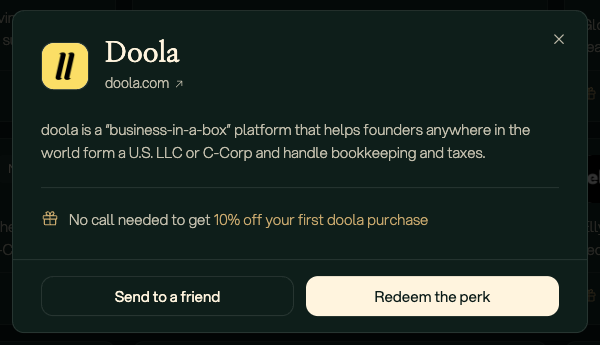 Doola
doola.com ↗
doola is a "business-in-a-box" platform that helps founders anywhere in the
world form a U.S. LLC or C-Corp and handle bookkeeping and taxes.
No call needed to get 10% off your first doola purchase
Send to a friend
Redeem the perk